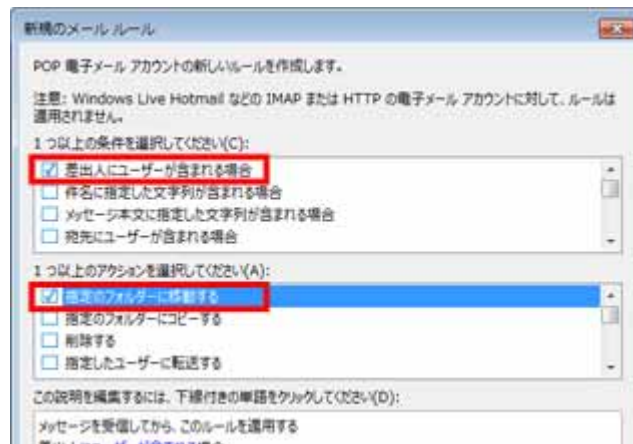 新規のメール ルール
POP 電子メール アカウントの新しいルールを作成します。
注意: Windows Live Hotmail などの IMAP または HTTP の電子メール アカウントに対して、ルールは
適用されません。
1 つ以上の条件を選択してください(C):
差出人にユーザーが含まれる場合
件名に指定した文字列が含まれる場合
メッセージ本文に指定した文字列が含まれる場合
宛先にユーザーが含まれる場合
1 つ以上のアクションを選択してください(A):
指定のフォルダーに移動する
指定のフォルダーにコピーする
削除する
指定したユーザーに転送する
この説明を編集するには、下線付きの単語をクリックしてください(D):
メッセージを受信してから、このルールを適用する